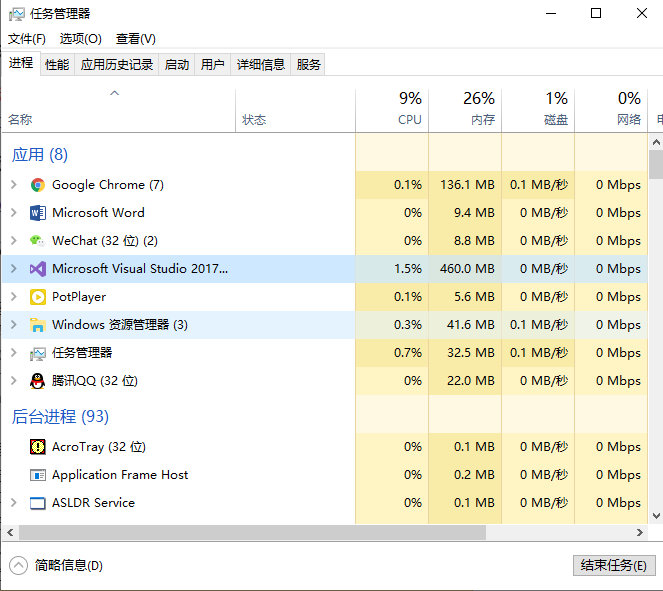 任务管理器
文件(F) 选项(O) 查看(V)
进程 性能 应用历史记录 启动 用户 详细信息 服务
9% 26% 1% 0%
名称 状态 CPU 内存 磁盘 网络
应用 (8)
Google Chrome (7) 0.1% 136.1 MB 0.1 MB/秒 0 Mbps
Microsoft Word 0% 9.4 MB 0 MB/秒 0 Mbps
WeChat (32 位) (2) 0% 8.8 MB 0 MB/秒 0 Mbps
Microsoft Visual Studio 2017... 1.5% 460.0 MB 0 MB/秒 0 Mbps
PotPlayer 0.1% 5.6 MB 0 MB/秒 0 Mbps
Windows 资源管理器 (3) 0.3% 41.6 MB 0.1 MB/秒 0 Mbps
任务管理器 0.7% 32.5 MB 0.1 MB/秒 0 Mbps
腾讯QQ (32 位) 0% 22.0 MB 0 MB/秒 0 Mbps
后台进程 (93)
AcroTray (32 位) 0% 0.1 MB 0 MB/秒 0 Mbps
Application Frame Host 0% 0.2 MB 0 MB/秒 0 Mbps
ASLDR Service 0% 0.1 MB 0 MB/秒 0 Mbps
简略信息(D) 结束任务(E)